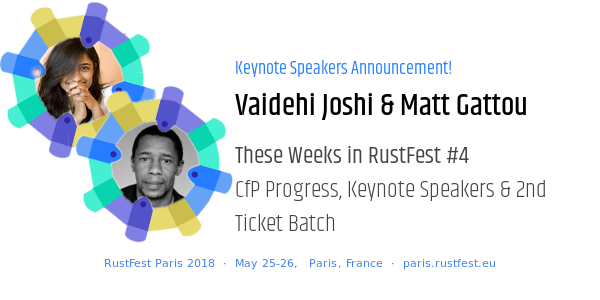 Keynote Speakers Announcement!
Vaidehi Joshi & Matt Gattou
These Weeks in RustFest #4
CfP Progress, Keynote Speakers & 2nd
Ticket Batch
RustFest Paris 2018 · May 25-26, Paris, France · paris.rustfest.eu